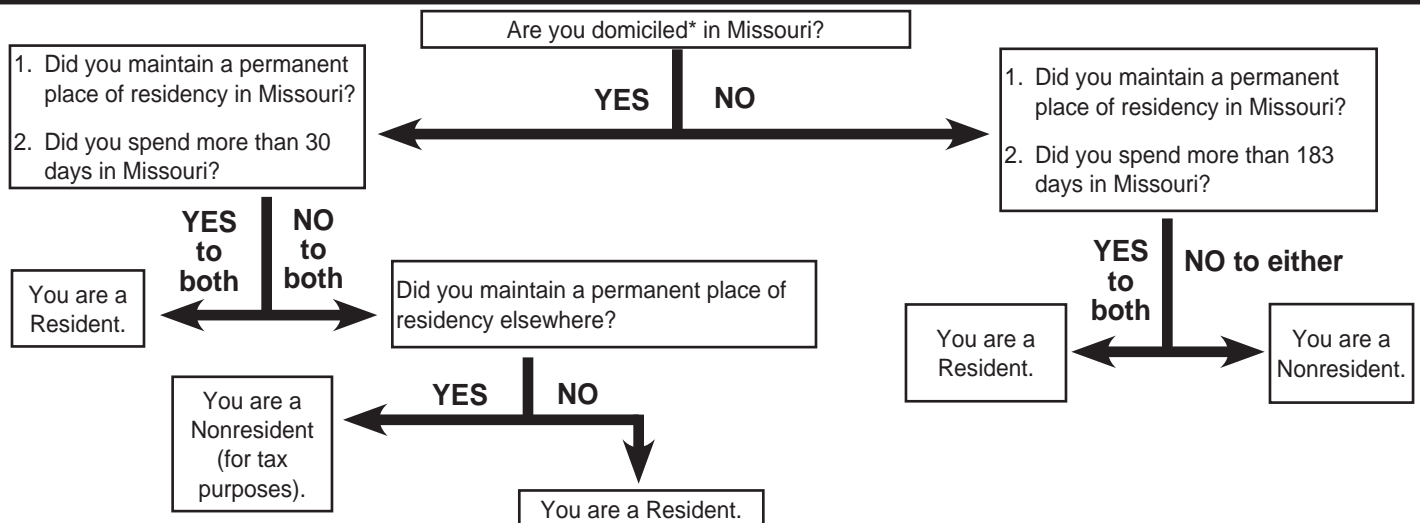 Are you domiciled* in Missouri?
YES
NO
1. Did you maintain a permanent
place of residency in Missouri?
2. Did you spend more than 30
days in Missouri?
1. Did you maintain a permanent
place of residency in Missouri?
2. Did you spend more than 183
days in Missouri?
YES
to
both
NO
to
both
You are a
Resident.
Did you maintain a permanent place of
residency elsewhere?
YES
to
both
NO to either
You are a
Resident.
You are a
Nonresident.
YES
NO
You are a
Nonresident
(for tax
purposes).
You are a Resident.